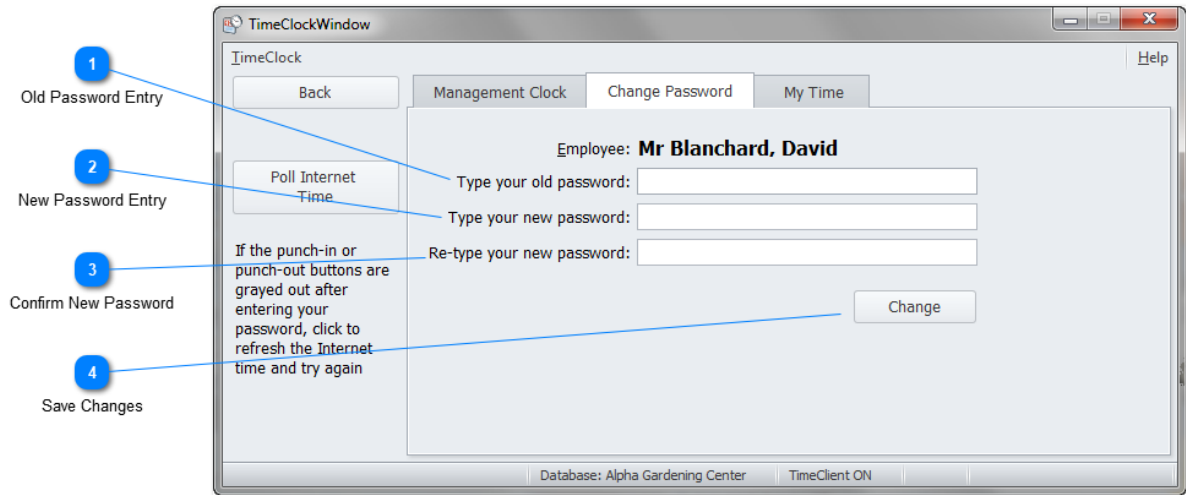 TimeClockWindow
TimeClock
Help
1
Old Password Entry
2
New Password Entry
3
Confirm New Password
4
Save Changes
Back
Poll Internet
Time
If the punch-in or
punch-out buttons are
grayed out after
entering your
password, click to
refresh the Internet
time and try again
Management Clock
Change Password
My Time
Employee: Mr Blanchard, David
Type your old password:
Type your new password:
Re-type your new password:
Change
Database: Alpha Gardening Center
TimeClient ON